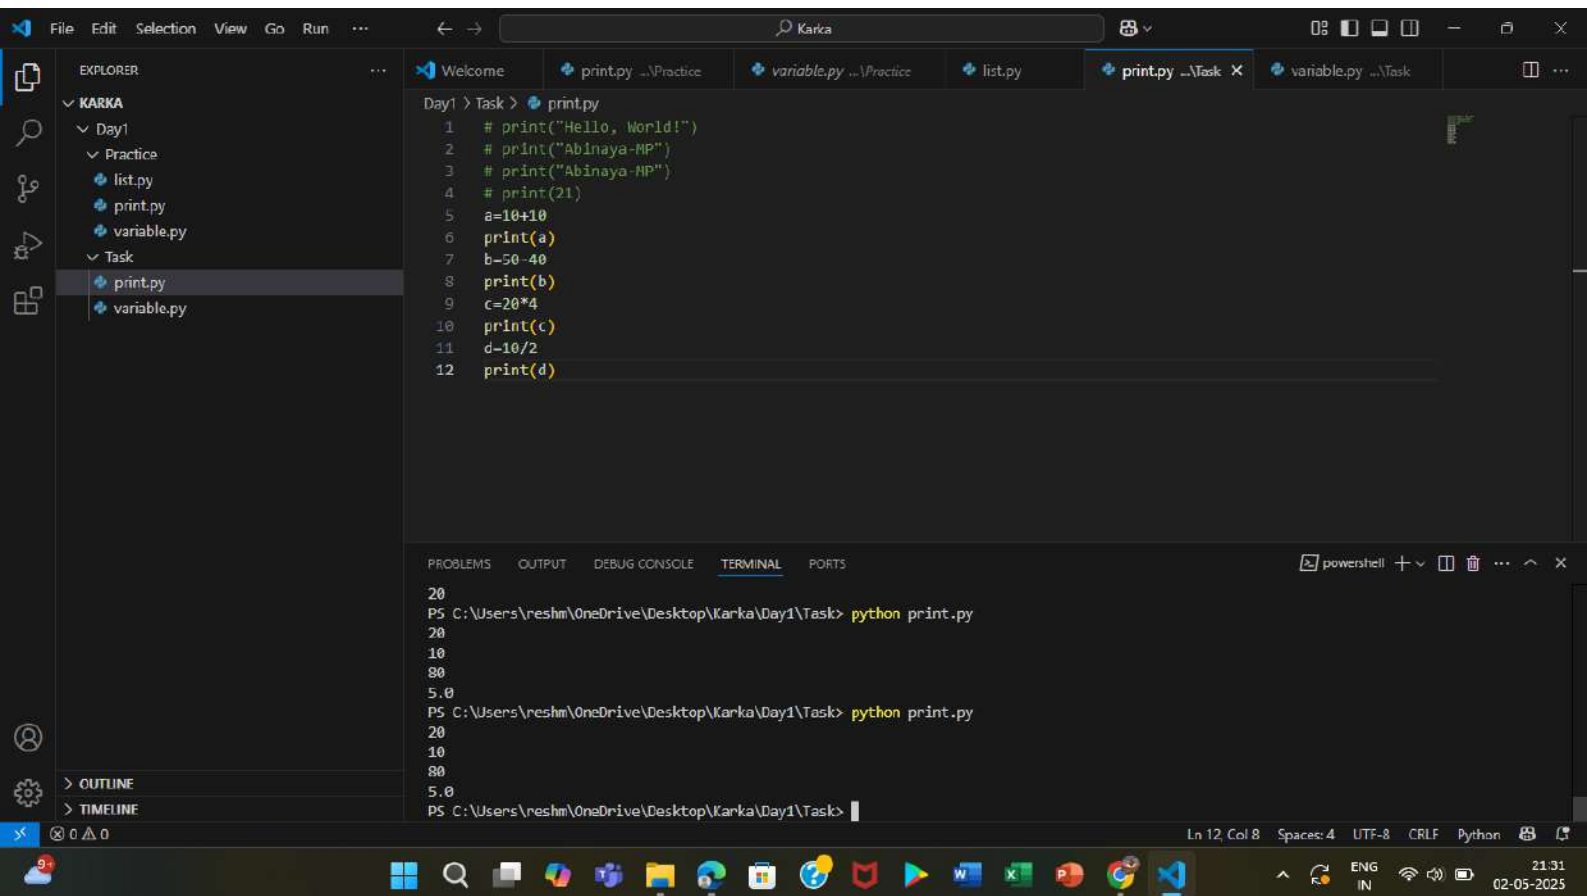 File Edit Selection View Go Run ···
Karka
EXPLORER
KARKA
Day1
Practice
list.py
print.py
variable.py
Task
print.py
variable.py
OUTLINE
TIMELINE
Welcome
print.py ...\Practice
variable.py ...\Practice
list.py
print.py ...\Task
variable.py ...\Task
Day1 > Task > print.py
1 # print("Hello, World!")
2 # print("Abinaya-MP")
3 # print("Abinaya-MP")
4 # print(21)
5 a=10+10
6 print(a)
7 b=50-40
8 print(b)
9 c=20*4
10 print(c)
11 d=10/2
12 print(d)
PROBLEMS OUTPUT DEBUG CONSOLE TERMINAL PORTS
powershell
20
PS C:\Users\reshm\OneDrive\Desktop\Karka\Day1\Task> python print.py
20
10
80
5.0
PS C:\Users\reshm\OneDrive\Desktop\Karka\Day1\Task> python print.py
20
10
80
5.0
PS C:\Users\reshm\OneDrive\Desktop\Karka\Day1\Task>
0 0
Ln 12, Col 8 Spaces: 4 UTF-8 CRLF Python
9+
ENG
IN
21:31
02-05-2025